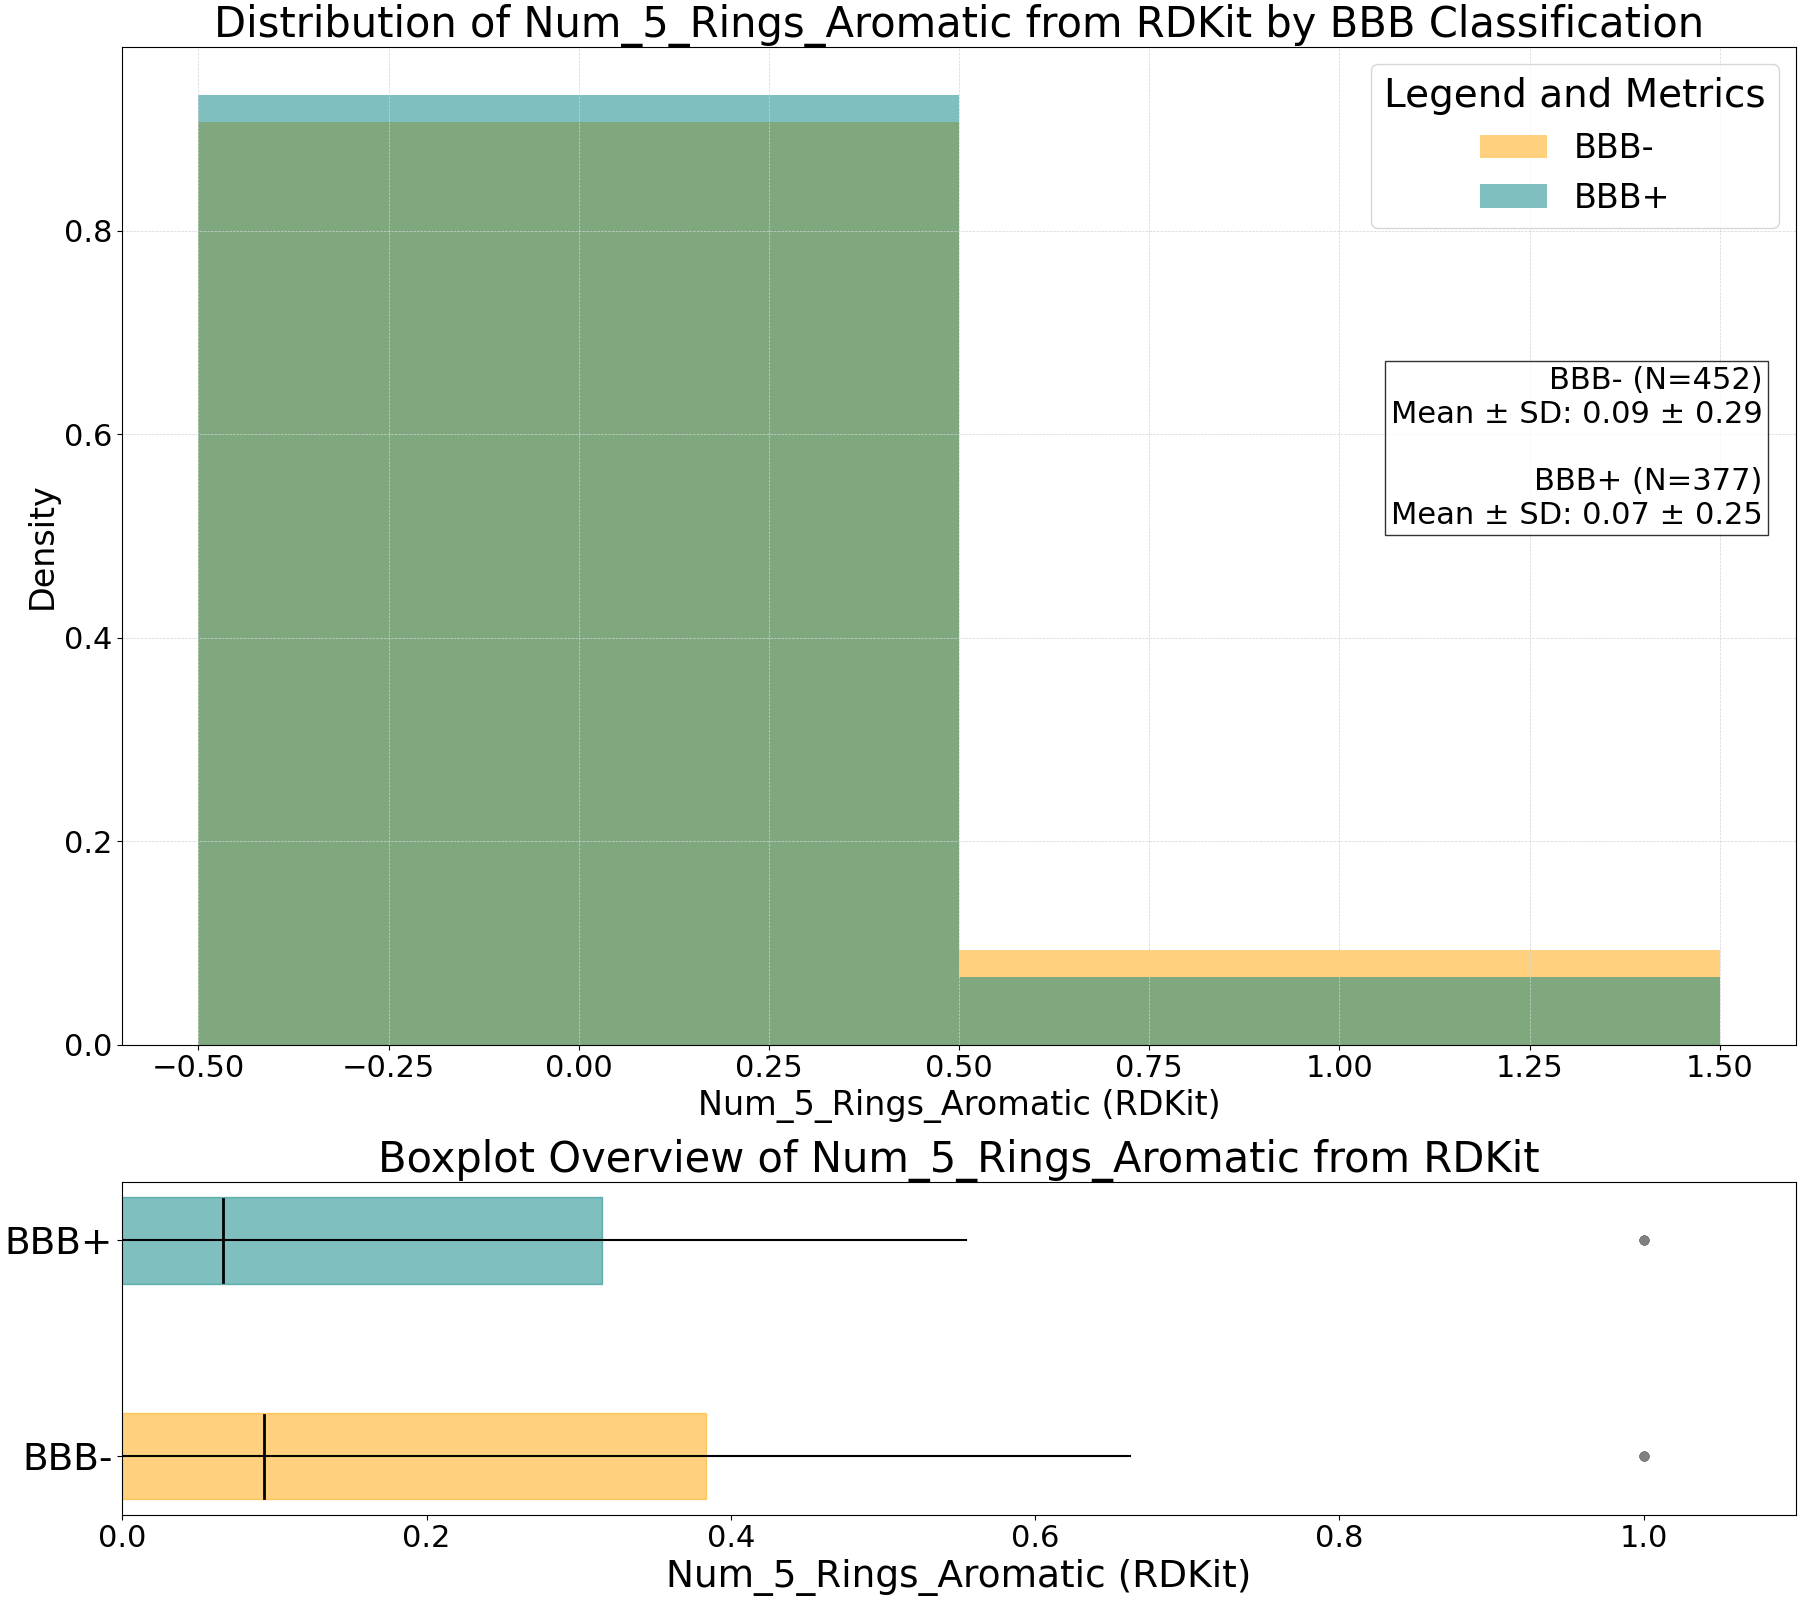 Distribution of Num_5_Rings_Aromatic from RDKit by BBB Classification
Legend and Metrics
BBB-
BBB+
BBB- (N=452)
Mean ± SD: 0.09 ± 0.29
BBB+ (N=377)
Mean ± SD: 0.07 ± 0.25
Density
0.8
0.6
0.4
0.2
0.0
−0.50 −0.25 0.00 0.25 0.50 0.75 1.00 1.25 1.50
Num_5_Rings_Aromatic (RDKit)
Boxplot Overview of Num_5_Rings_Aromatic from RDKit
BBB+
BBB-
0.0 0.2 0.4 0.6 0.8 1.0
Num_5_Rings_Aromatic (RDKit)